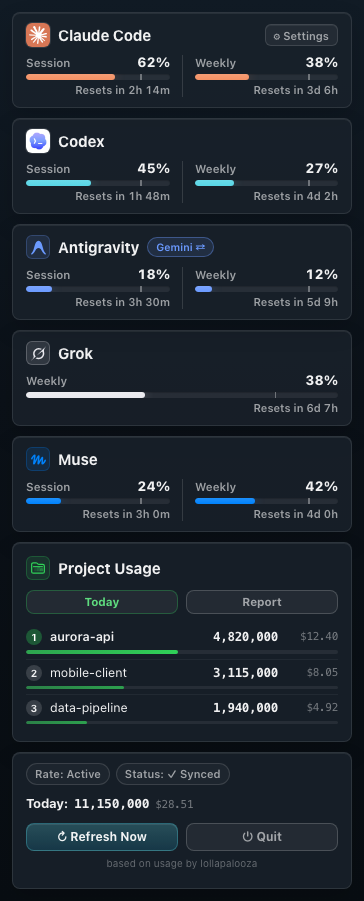 Claude Code ⚙ Settings
Session 62% Weekly 38%
Resets in 2h 14m Resets in 3d 6h
Codex
Session 45% Weekly 27%
Resets in 1h 48m Resets in 4d 2h
Antigravity Gemini ⇄
Session 18% Weekly 12%
Resets in 3h 30m Resets in 5d 9h
Grok
Weekly 38%
Resets in 6d 7h
Muse
Session 24% Weekly 42%
Resets in 3h 0m Resets in 4d 0h
Project Usage
Today Report
1 aurora-api 4,820,000 $12.40
2 mobile-client 3,115,000 $8.05
3 data-pipeline 1,940,000 $4.92
Rate: Active Status: ✓ Synced
Today: 11,150,000 $28.51
↻ Refresh Now ⏻ Quit
based on usage by lollapalooza